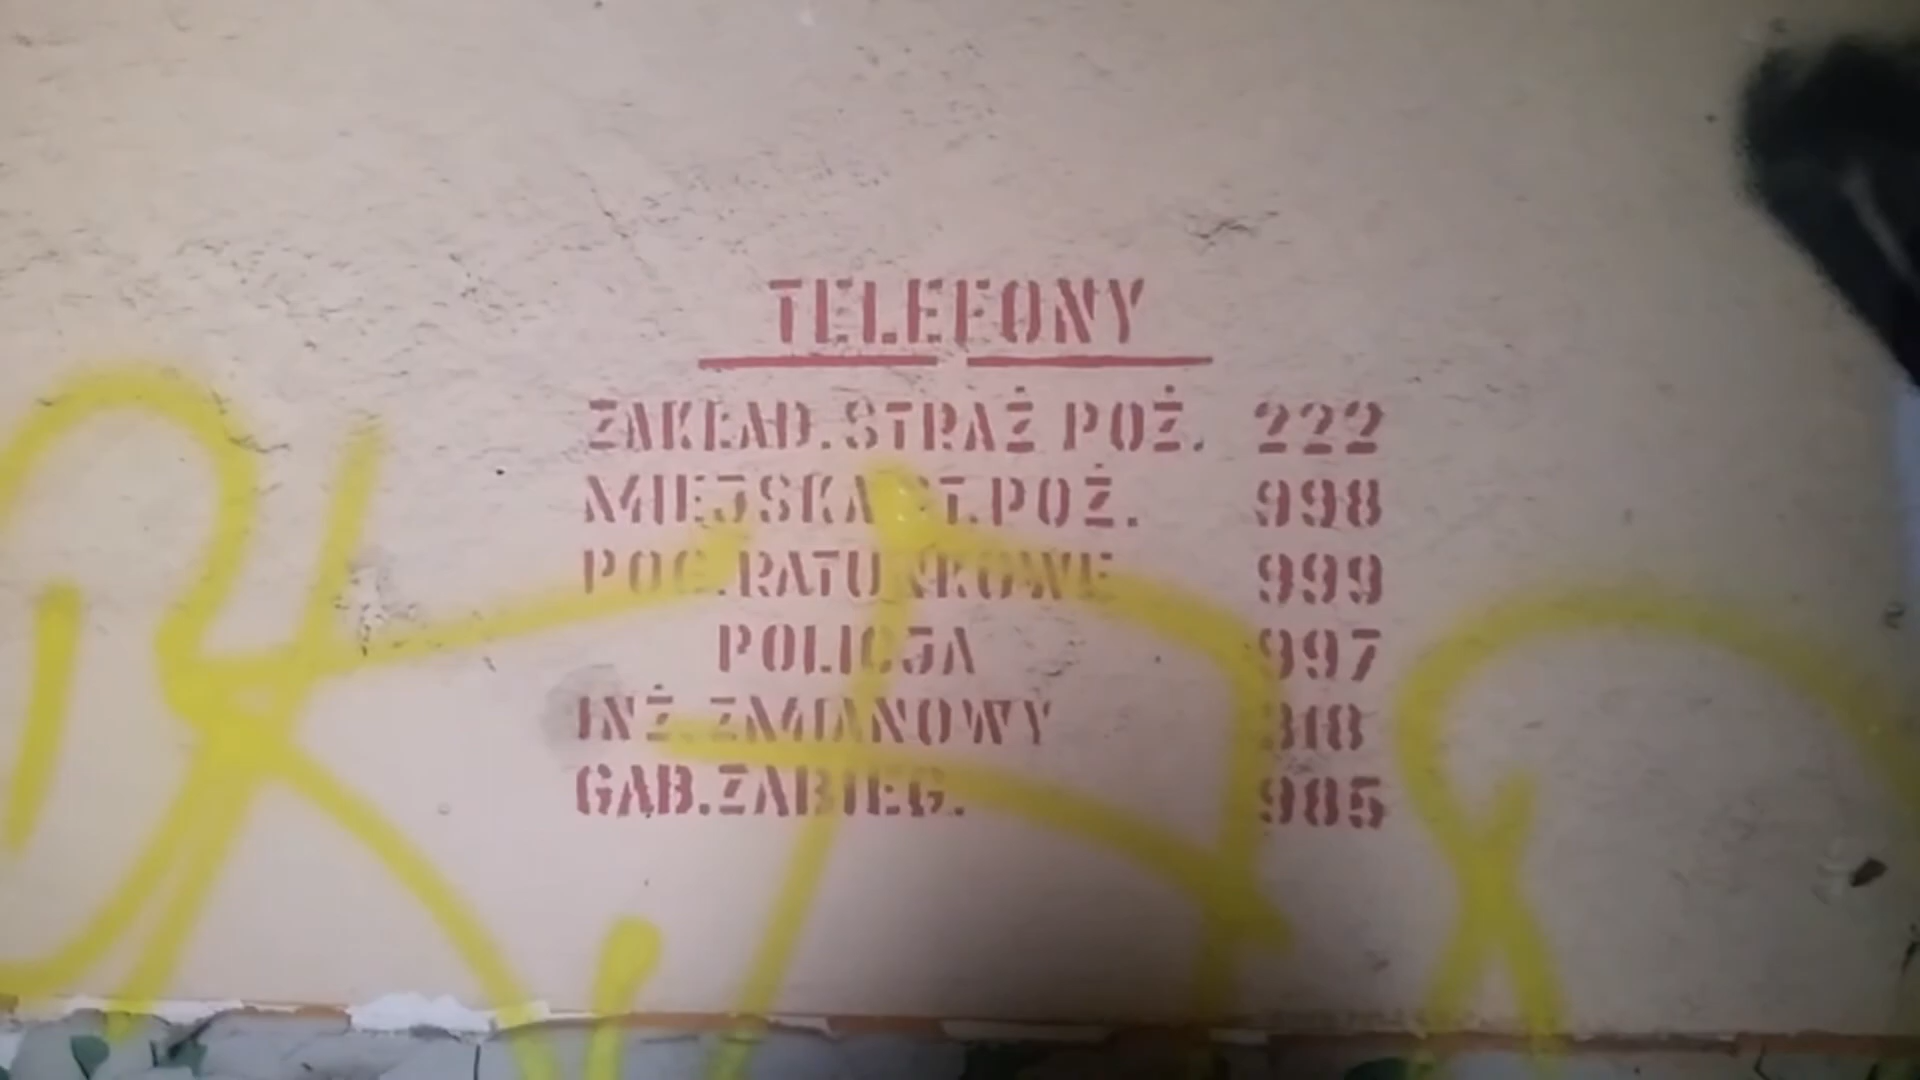 TELEFONY
ZAKŁAD.STRAŻ POŻ. 222
MIEJSKA ST.POŻ. 998
POG.RATUNKOWE 999
POLICJA 997
INŻ.ZMIANOWY 318
GAB.ZABIEG. 985